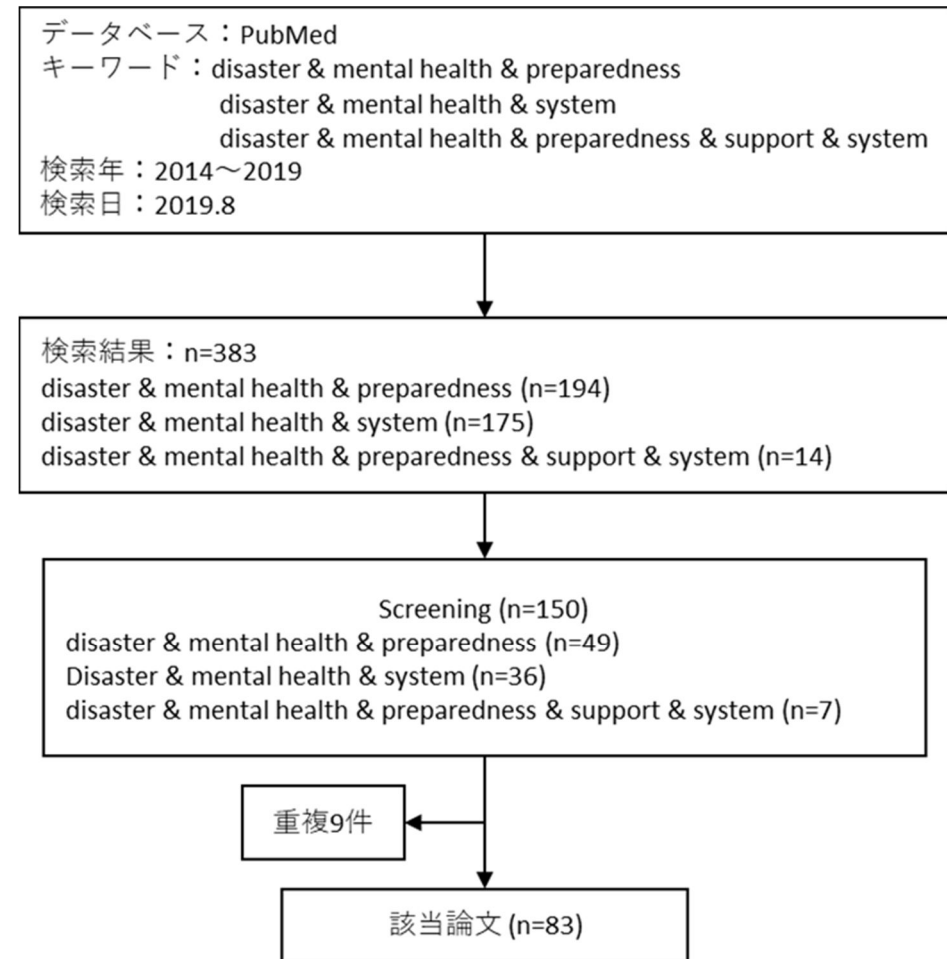 データベース：PubMed
キーワード：disaster & mental health & preparedness
disaster & mental health & system
disaster & mental health & preparedness & support & system
検索年：2014～2019
検索日：2019.8
検索結果：n=383
disaster & mental health & preparedness (n=194)
disaster & mental health & system (n=175)
disaster & mental health & preparedness & support & system (n=14)
Screening (n=150)
disaster & mental health & preparedness (n=49)
Disaster & mental health & system (n=36)
disaster & mental health & preparedness & support & system (n=7)
重複9件
該当論文 (n=83)